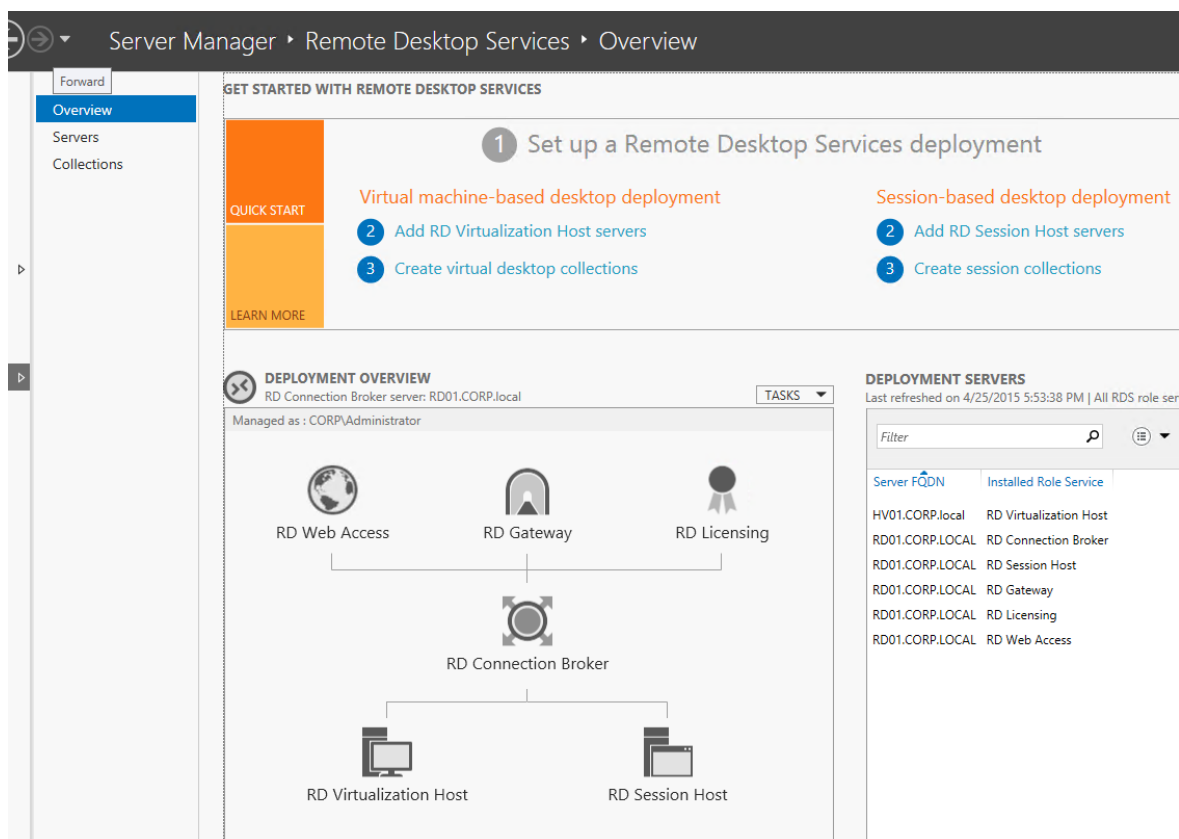 Server Manager ‣ Remote Desktop Services ‣ Overview
Forward
Overview
Servers
Collections
GET STARTED WITH REMOTE DESKTOP SERVICES
1 Set up a Remote Desktop Services deployment
QUICK START
LEARN MORE
Virtual machine-based desktop deployment
2 Add RD Virtualization Host servers
3 Create virtual desktop collections
Session-based desktop deployment
2 Add RD Session Host servers
3 Create session collections
DEPLOYMENT OVERVIEW
RD Connection Broker server: RD01.CORP.local
TASKS
Managed as : CORP\Administrator
RD Web Access
RD Gateway
RD Licensing
RD Connection Broker
RD Virtualization Host
RD Session Host
DEPLOYMENT SERVERS
Last refreshed on 4/25/2015 5:53:38 PM | All RDS role ser
Filter
Server FQDN Installed Role Service
HV01.CORP.local RD Virtualization Host
RD01.CORP.LOCAL RD Connection Broker
RD01.CORP.LOCAL RD Session Host
RD01.CORP.LOCAL RD Gateway
RD01.CORP.LOCAL RD Licensing
RD01.CORP.LOCAL RD Web Access